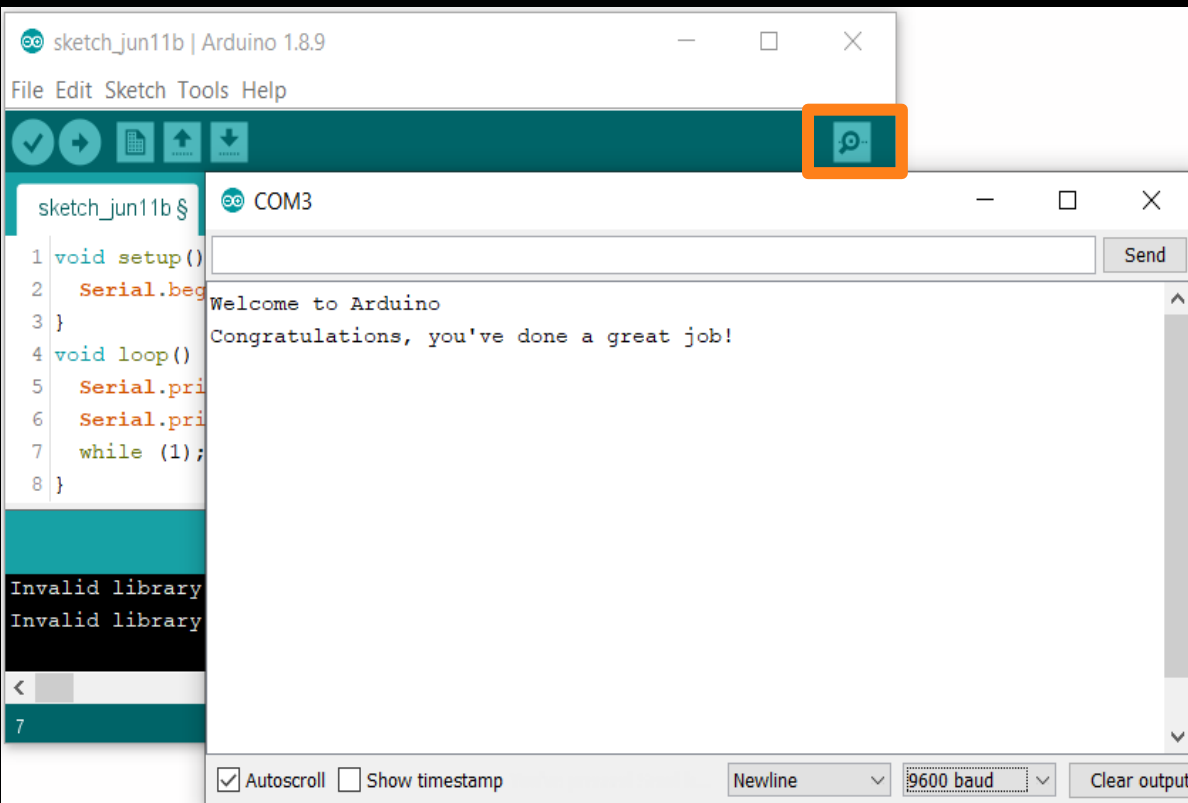 sketch_jun11b | Arduino 1.8.9
File Edit Sketch Tools Help
sketch_jun11b §
1 void setup()
2 Serial.beg
3 }
4 void loop()
5 Serial.pri
6 Serial.pri
7 while (1);
8 }
Invalid library
Invalid library
7
COM3
Send
Welcome to Arduino
Congratulations, you've done a great job!
Autoscroll Show timestamp Newline 9600 baud Clear output